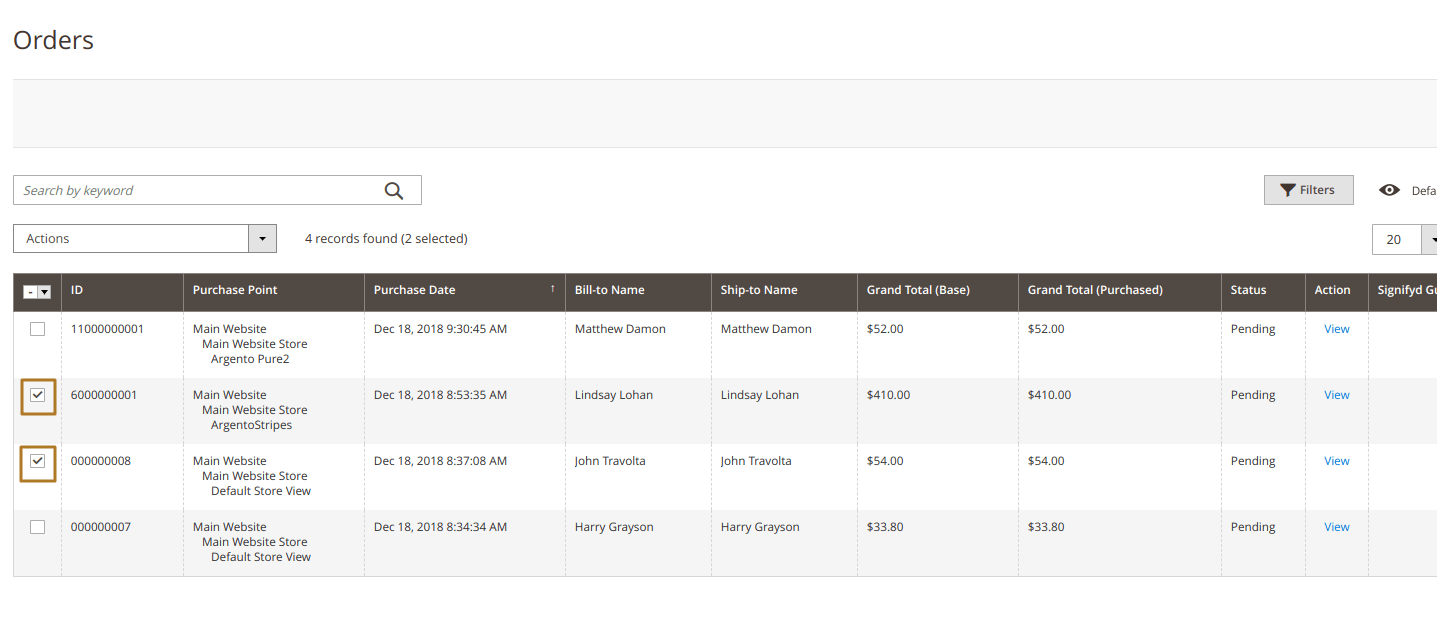 Orders
Search by keyword
Filters
Defa
Actions
4 records found (2 selected)
20
- ID Purchase Point Purchase Date ↑ Bill-to Name Ship-to Name Grand Total (Base) Grand Total (Purchased) Status Action Signifyd Gu
11000000001 Main Website Dec 18, 2018 9:30:45 AM Matthew Damon Matthew Damon $52.00 $52.00 Pending View
Main Website Store
Argento Pure2
6000000001 Main Website Dec 18, 2018 8:53:35 AM Lindsay Lohan Lindsay Lohan $410.00 $410.00 Pending View
Main Website Store
ArgentoStripes
000000008 Main Website Dec 18, 2018 8:37:08 AM John Travolta John Travolta $54.00 $54.00 Pending View
Main Website Store
Default Store View
000000007 Main Website Dec 18, 2018 8:34:34 AM Harry Grayson Harry Grayson $33.80 $33.80 Pending View
Main Website Store
Default Store View